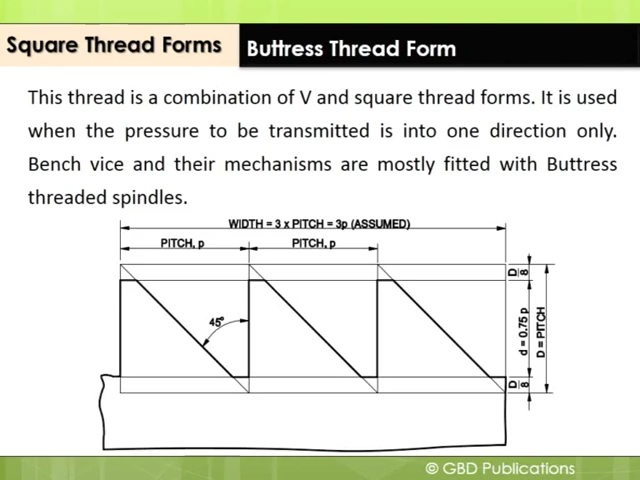 Square Thread Forms
Buttress Thread Form
This thread is a combination of V and square thread forms. It is used
when the pressure to be transmitted is into one direction only.
Bench vice and their mechanisms are mostly fitted with Buttress
threaded spindles.
WIDTH = 3 x PITCH = 3p (ASSUMED)
PITCH, p
PITCH, p
45°
D/8
d = 0.75 p
D = PITCH
D/8
© GBD Publications